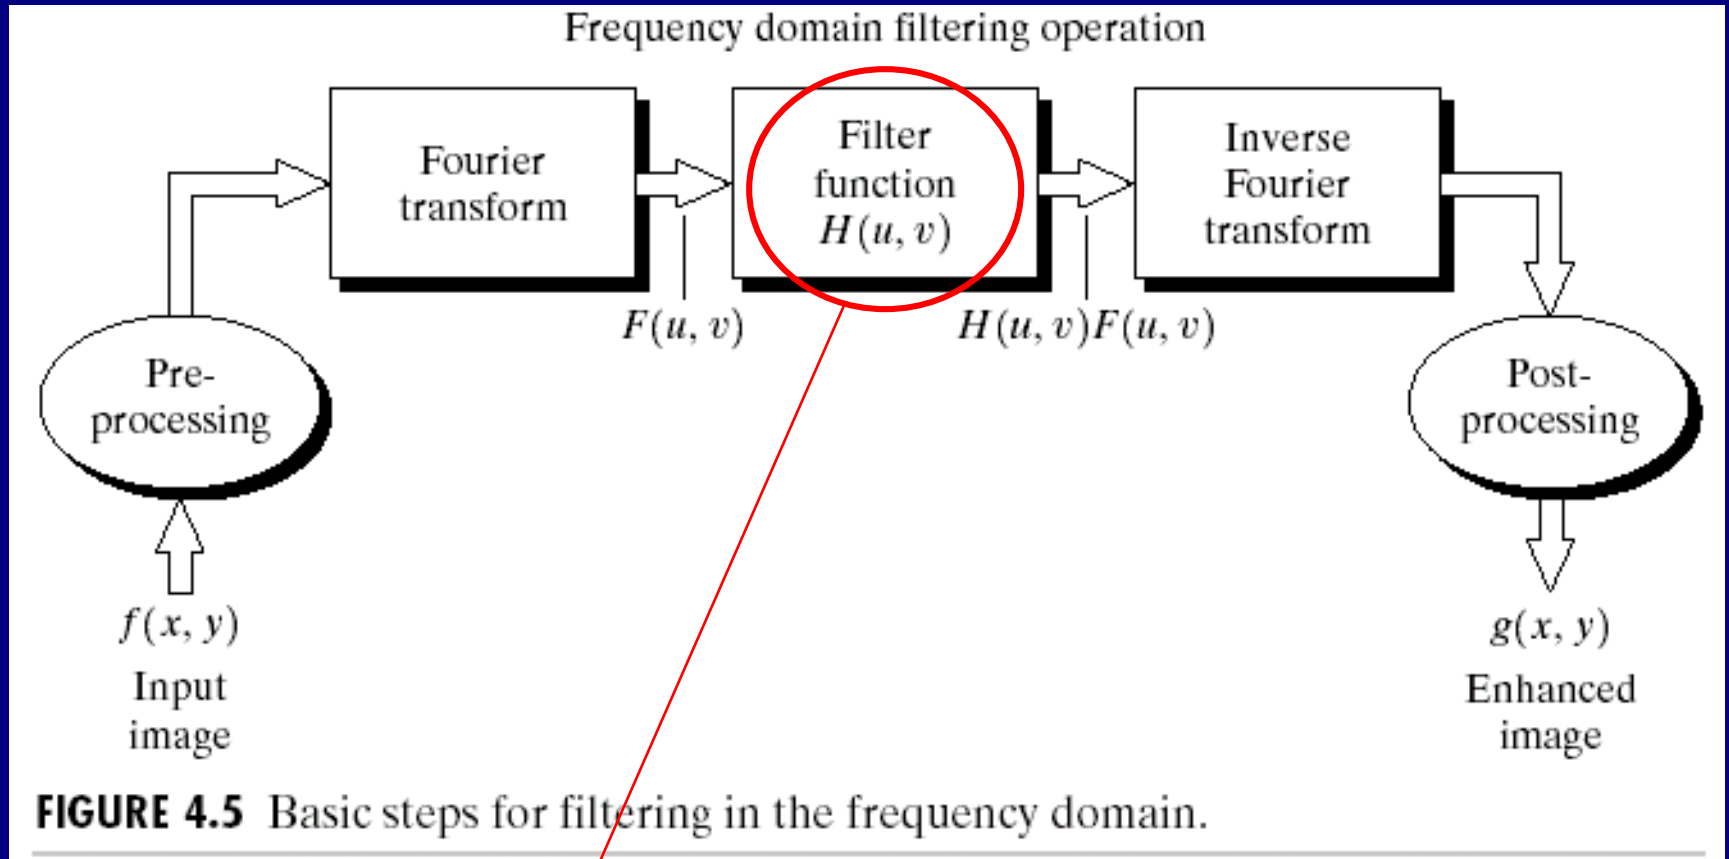 Frequency domain filtering operation
Fourier
transform
Filter
function
H(u, v)
Inverse
Fourier
transform
F(u, v)
H(u, v)F(u, v)
Pre-
processing
Post-
processing
f(x, y)
Input
image
g(x, y)
Enhanced
image
FIGURE 4.5 Basic steps for filtering in the frequency domain.